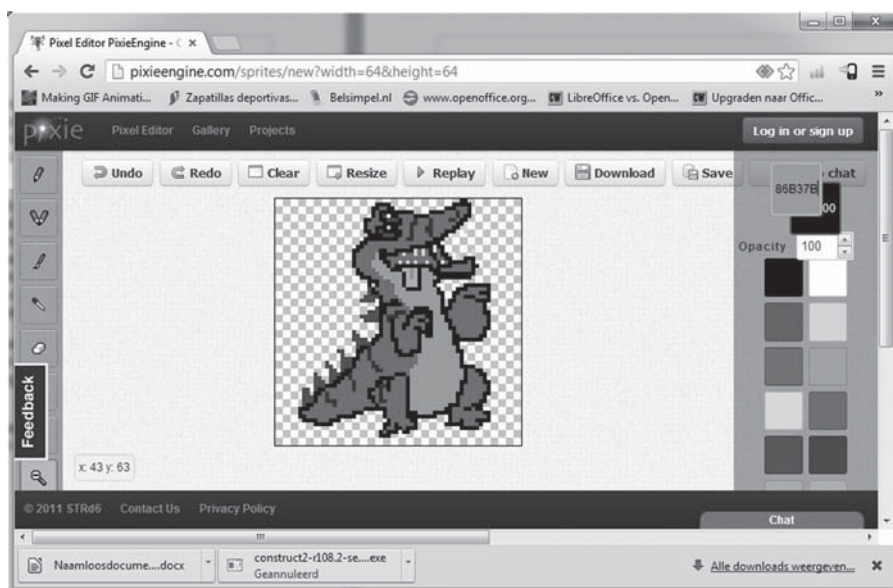 Pixel Editor PixieEngine - C
pixieengine.com/sprites/new?width=64&height=64
Making GIF Animati... Zapatillas deportivas... Belsimpel.nl www.openoffice.org... LibreOffice vs. Open... Upgraden naar Offic... »
pixie Pixel Editor Gallery Projects Log in or sign up
Undo Redo Clear Resize Replay New Download Save chat
86B37B
00
Opacity 100
Feedback
x: 43 y: 63
© 2011 STRd6 Contact Us Privacy Policy
Chat
Naamloosdocume....docx construct2-r108.2-se....exe Alle downloads weergeven...
Geannuleerd